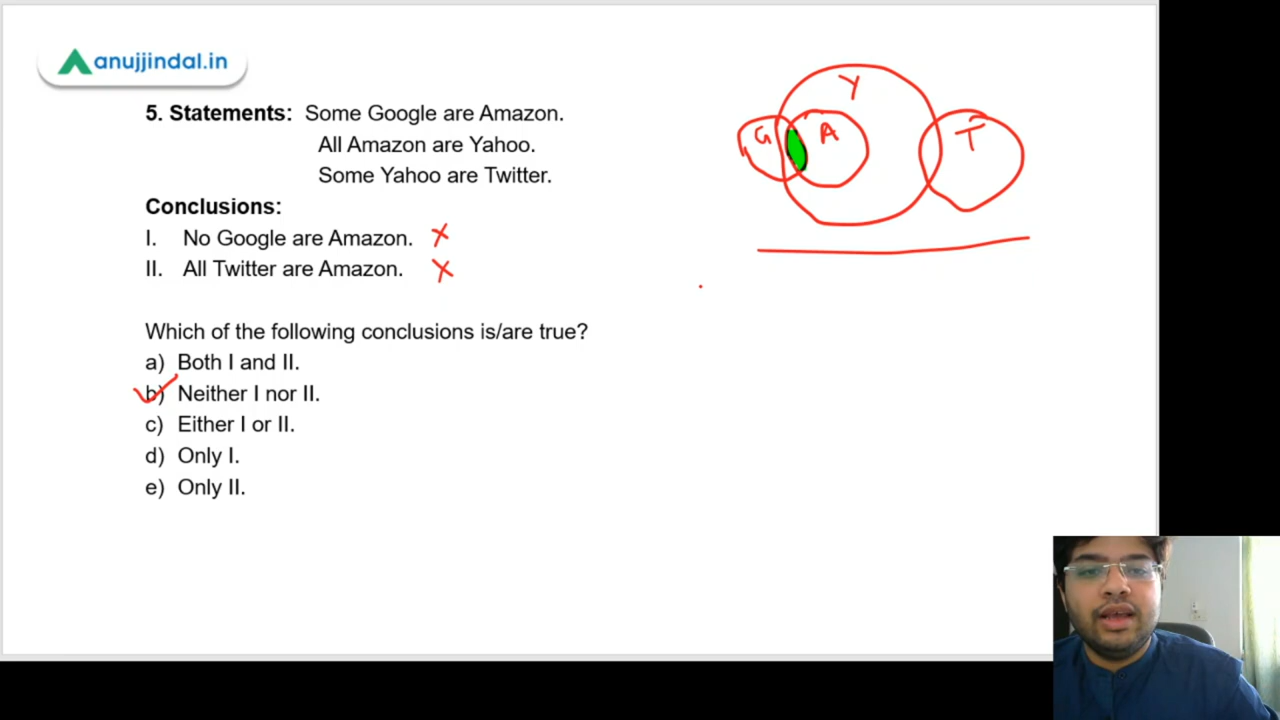 anujjindal.in
5. Statements: Some Google are Amazon.
All Amazon are Yahoo.
Some Yahoo are Twitter.
Conclusions:
I. No Google are Amazon. X
II. All Twitter are Amazon. X
Which of the following conclusions is/are true?
a) Both I and II.
b) Neither I nor II.
c) Either I or II.
d) Only I.
e) Only II.
Y
G A T